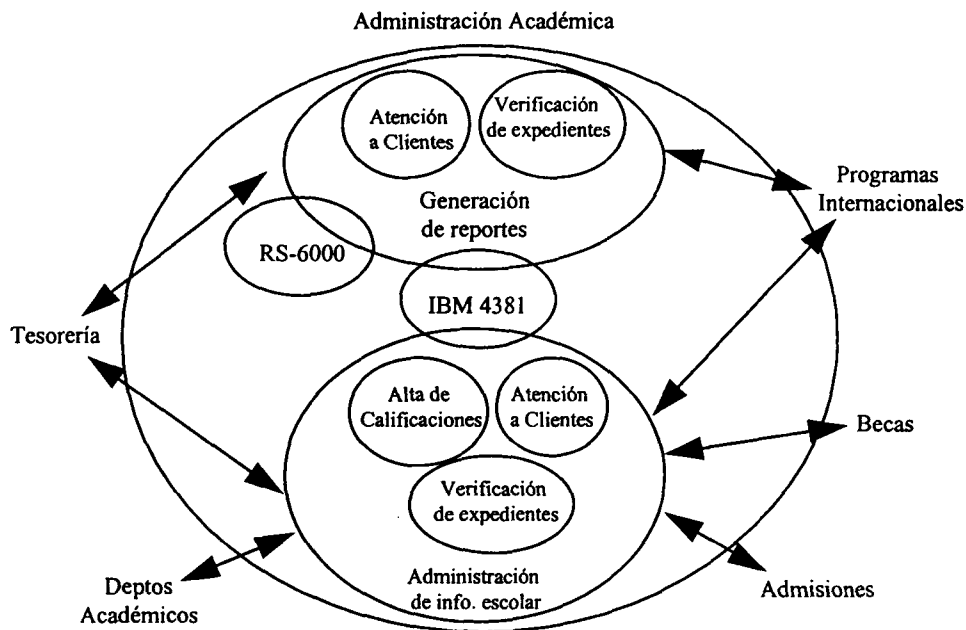 Administración Académica
Atención
a Clientes
Verificación
de expedientes
Programas
Internacionales
Generación
de reportes
RS-6000
IBM 4381
Tesorería
Alta de
Calificaciones
Atención
a Clientes
Becas
Verificación
de expedientes
Deptos
Académicos
Administración
de info. escolar
Admisiones